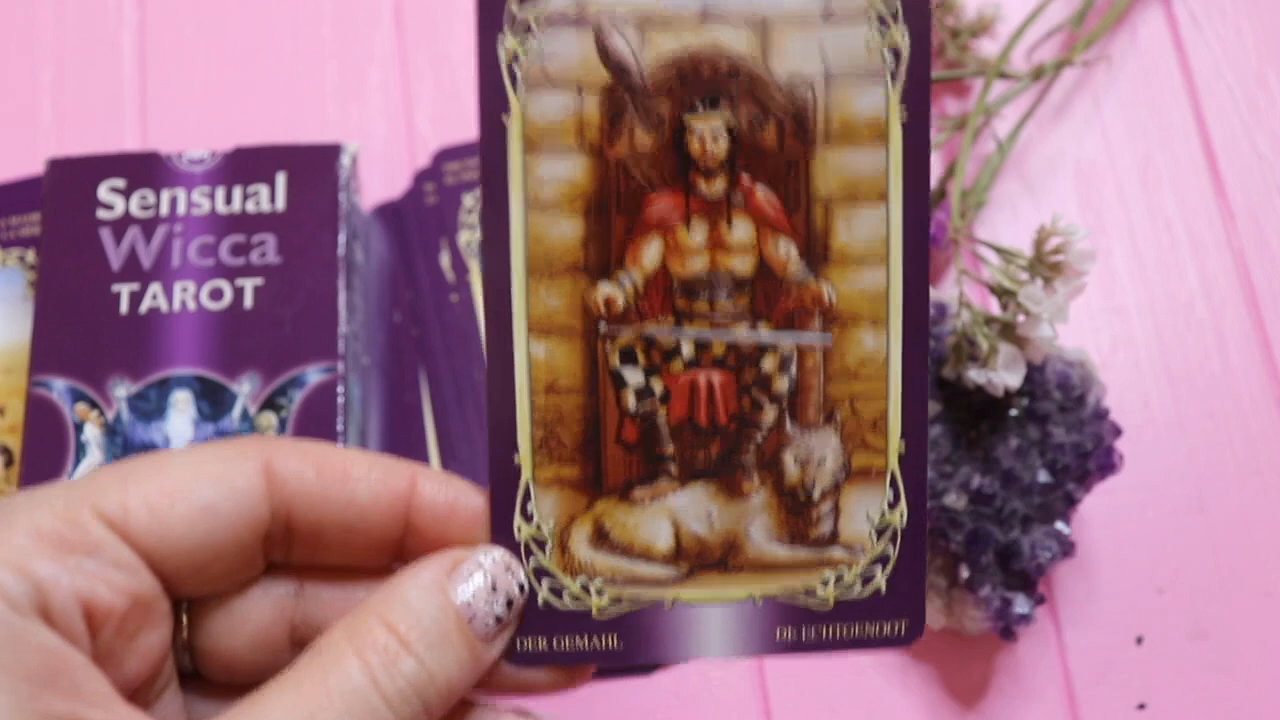 Sensual
Wicca
TAROT
DER GEMAHL
DE ECHTGENOOT